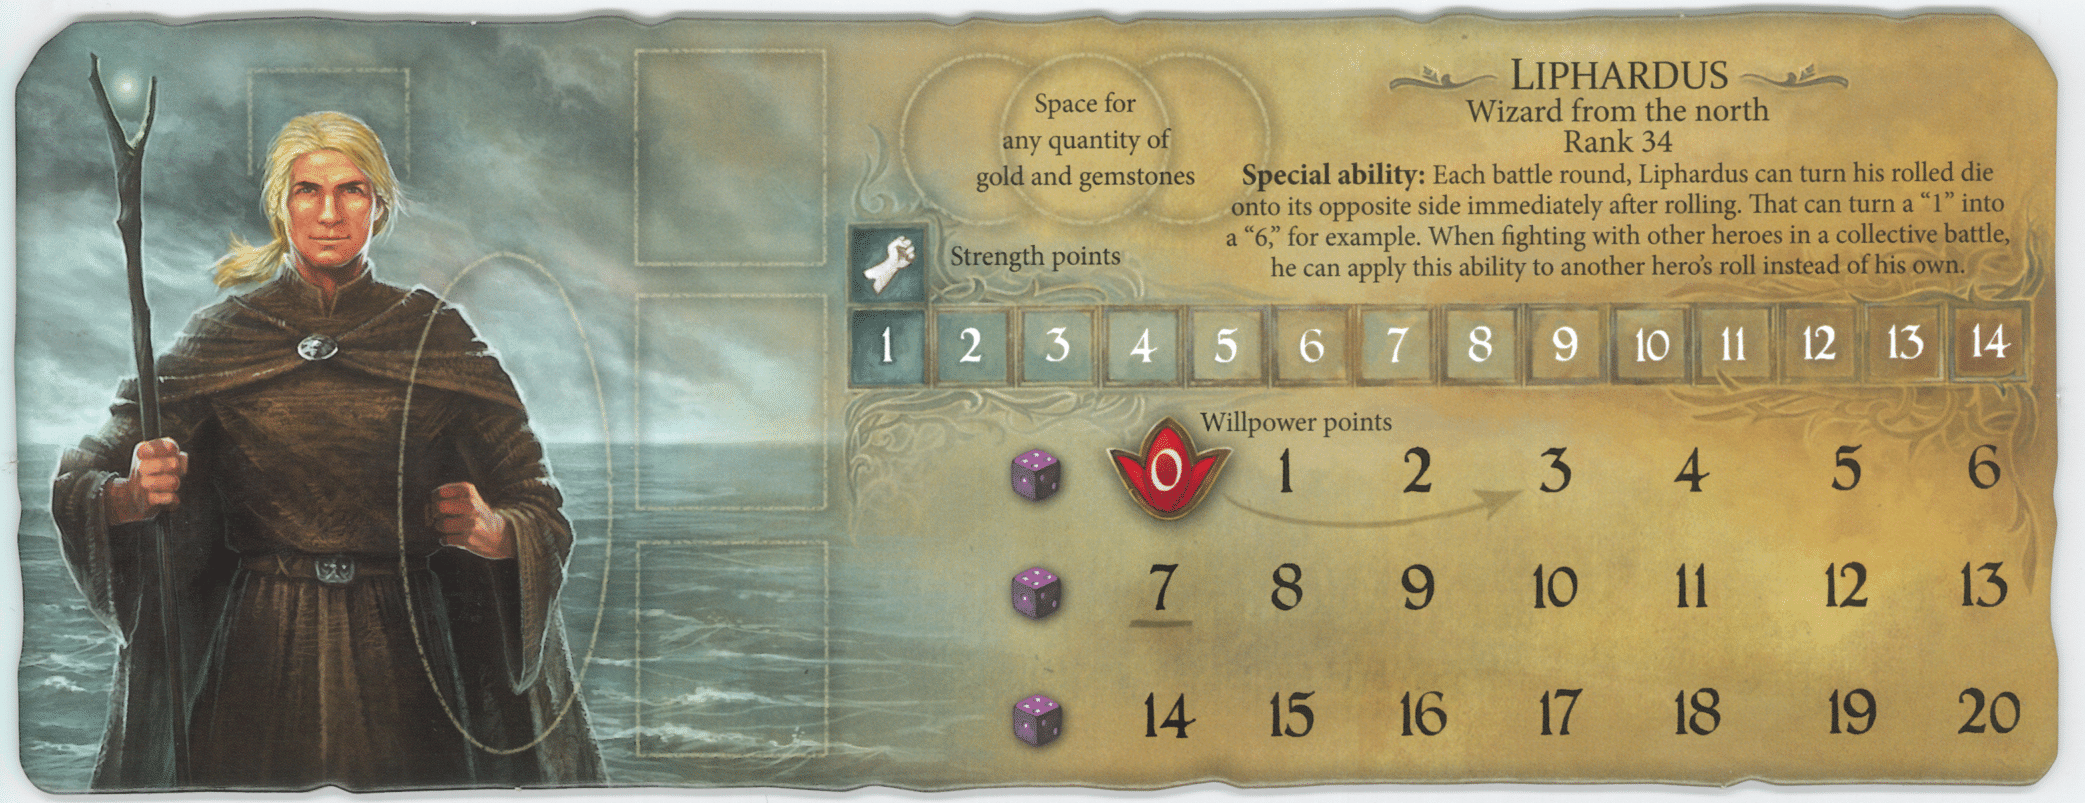 Space for
any quantity of
gold and gemstones
LIPHARDUS
Wizard from the north
Rank 34
Special ability: Each battle round, Liphardus can turn his rolled die
onto its opposite side immediately after rolling. That can turn a “1” into
a “6,” for example. When fighting with other heroes in a collective battle,
he can apply this ability to another hero’s roll instead of his own.
Strength points
1 2 3 4 5 6 7 8 9 10 11 12 13 14
Willpower points
0 1 2 3 4 5 6
7 8 9 10 11 12 13
14 15 16 17 18 19 20